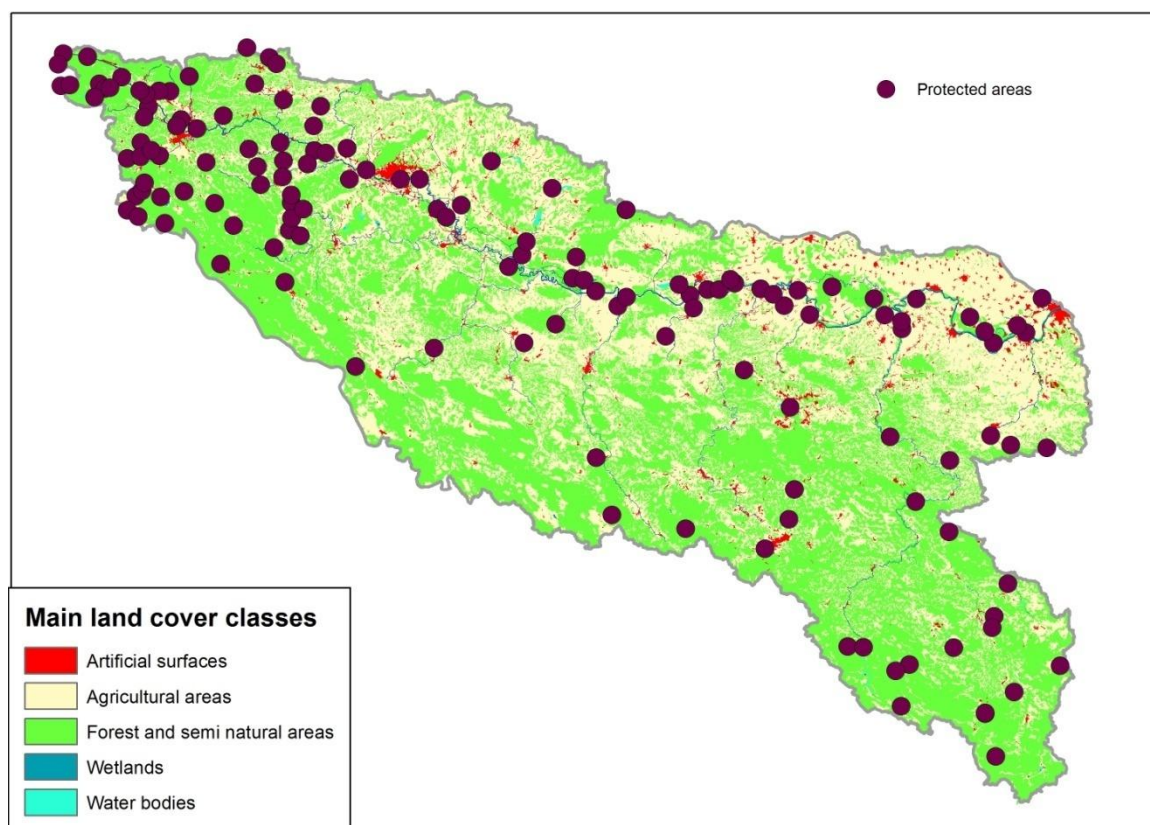 Protected areas
Main land cover classes
Artificial surfaces
Agricultural areas
Forest and semi natural areas
Wetlands
Water bodies